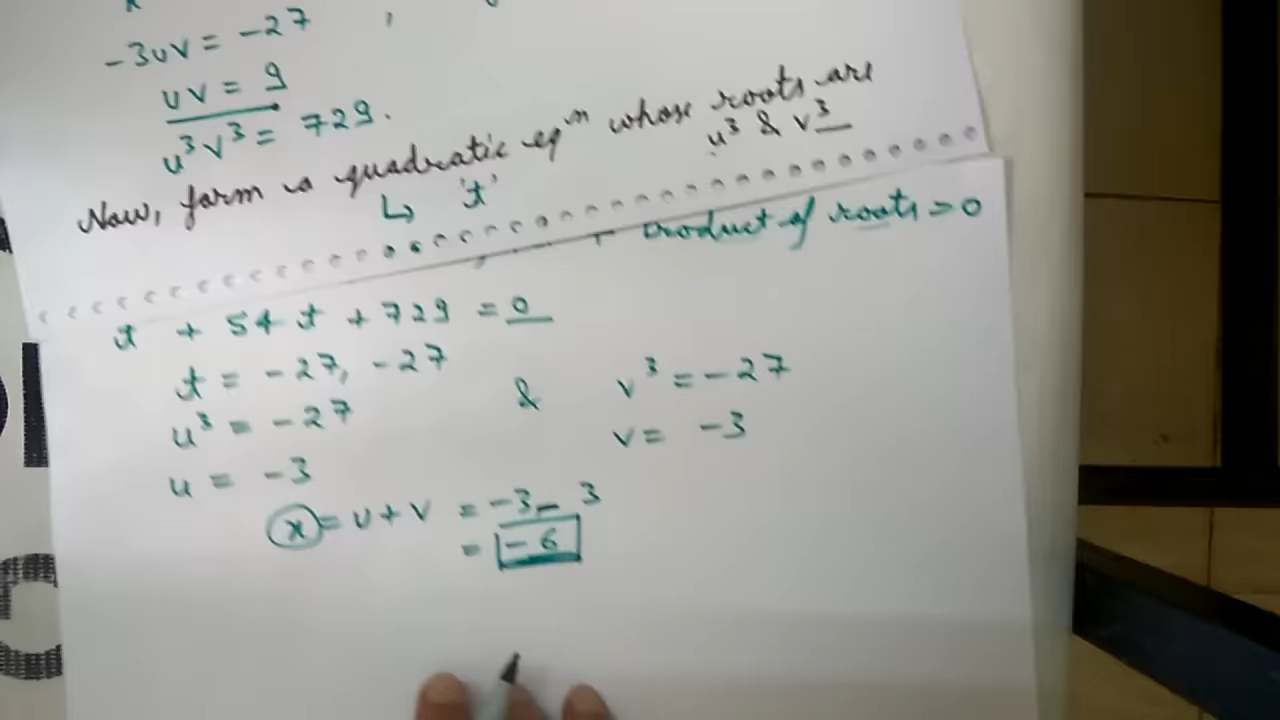 -3uv = -27 ,
uv = 9
u³v³ = 729.
Now, form a quadratic eqⁿ whose roots are
u³ & v³
↳ 't'
+ product of roots = 0
t + 54t + 729 = 0
t = -27, -27
u³ = -27 & v³ = -27
u = -3 v = -3
x = u + v = -3 - 3
= -6